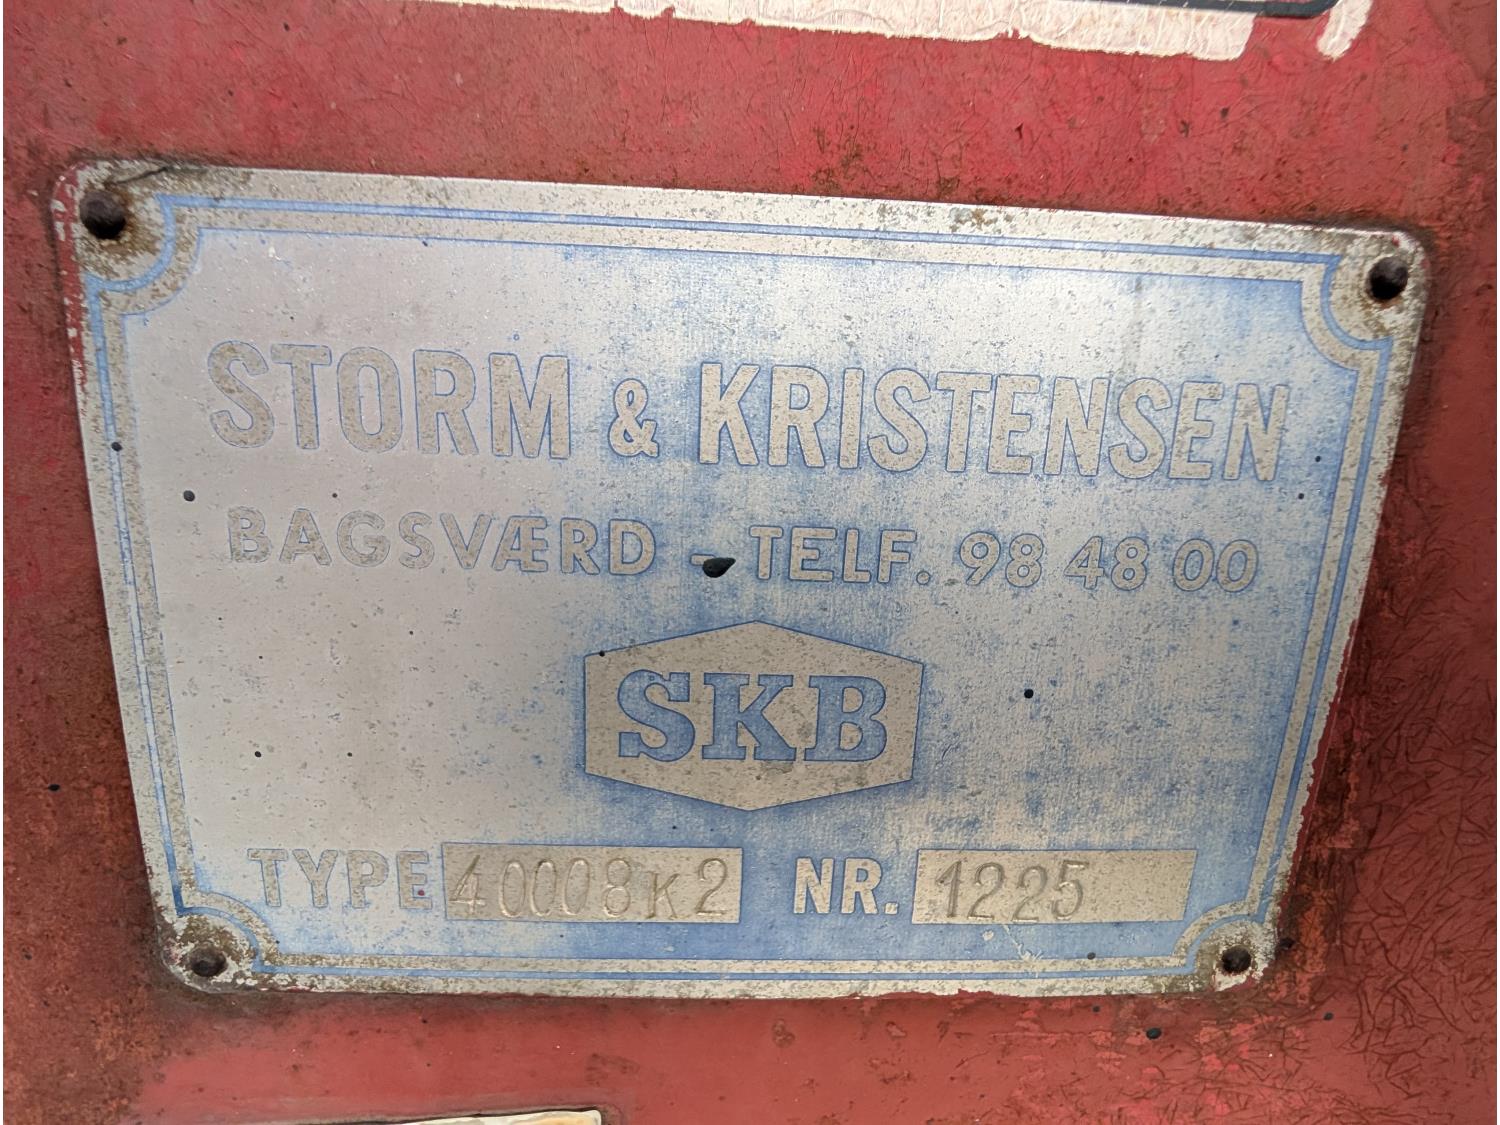 STORM & KRISTENSEN
BAGSVÆRD - TELF. 98 48 00
SKB
TYPE 40008K2 NR. 1225